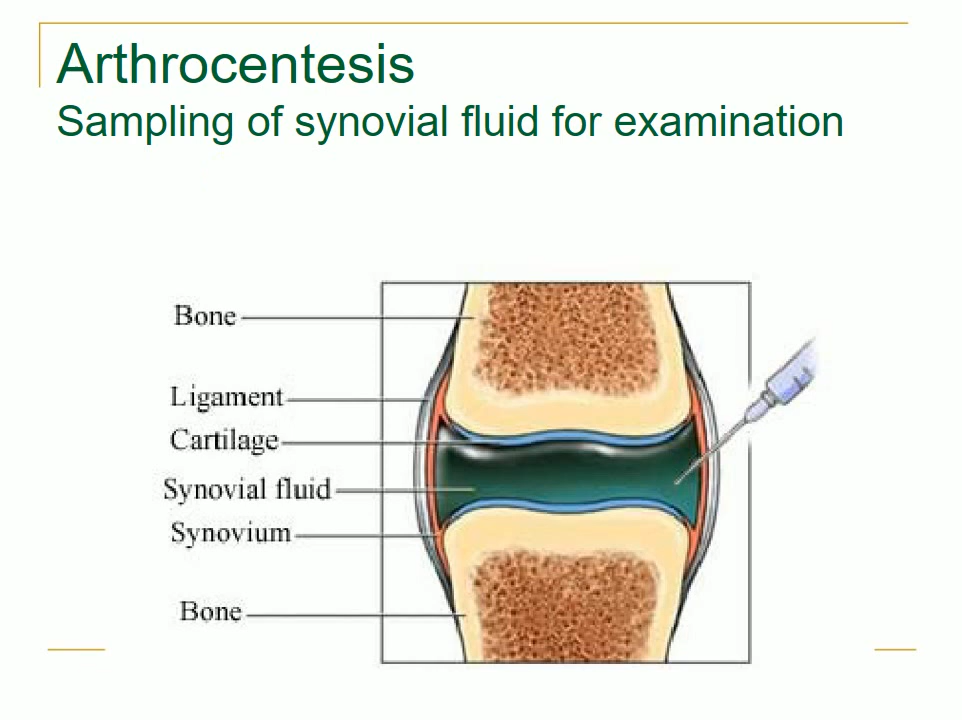 Arthrocentesis
Sampling of synovial fluid for examination
Bone
Ligament
Cartilage
Synovial fluid
Synovium
Bone